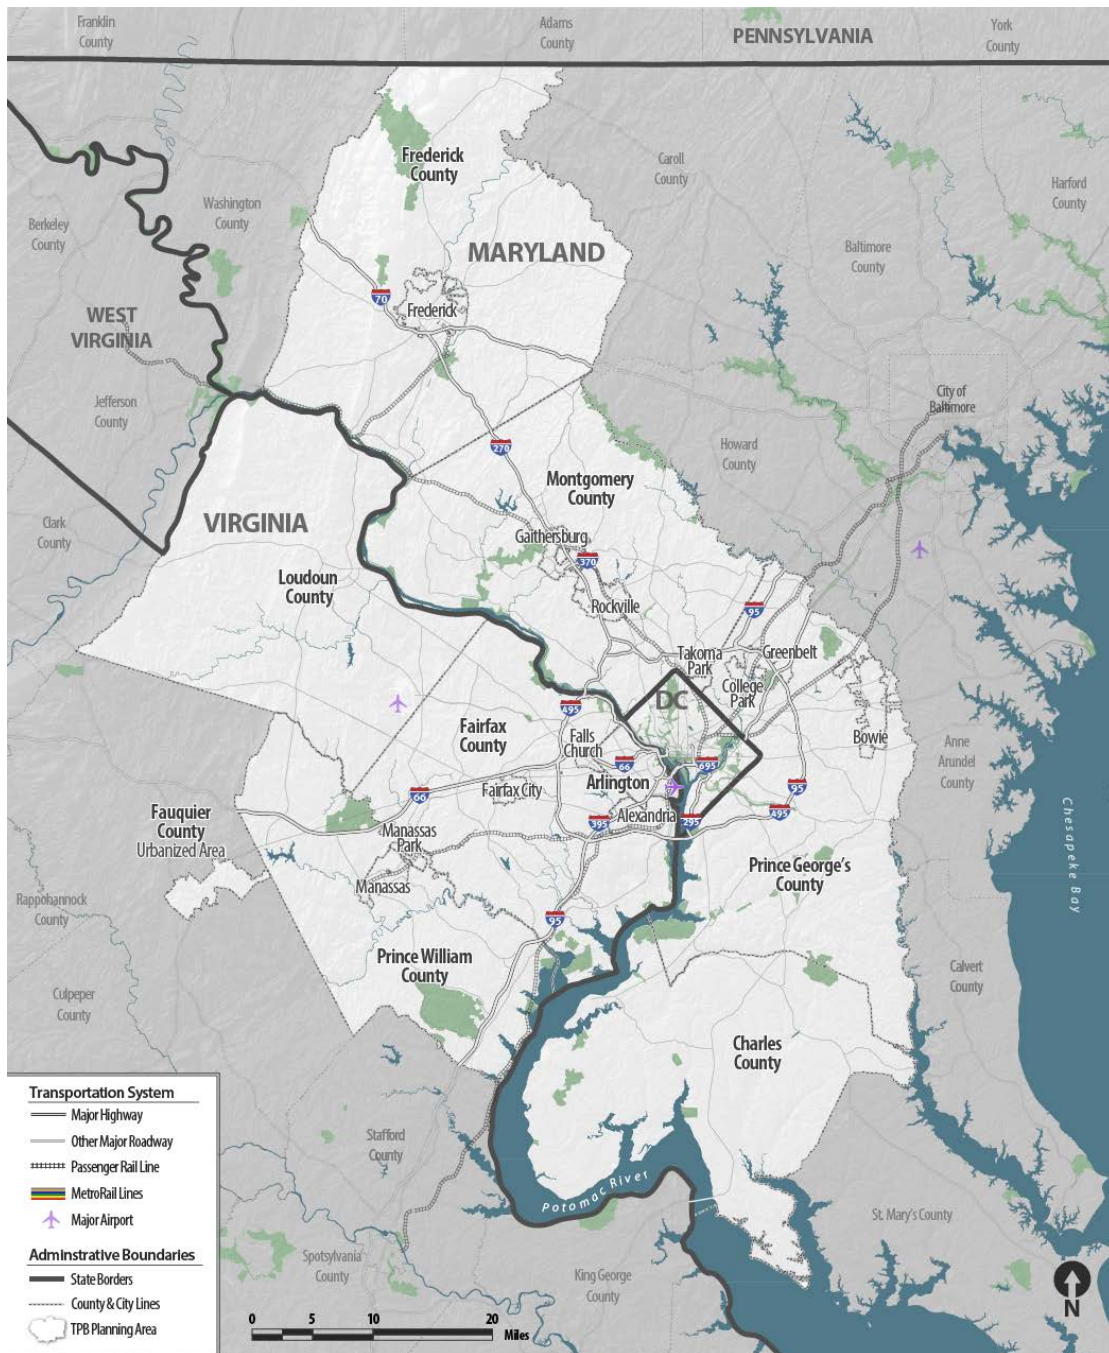 Franklin
County
Adams
County
PENNSYLVANIA
York
County
Frederick
County
Caroll
County
Harford
County
Washington
County
Berkeley
County
MARYLAND
Baltimore
County
70
Frederick
WEST
VIRGINIA
Jefferson
County
City of
Baltimore
270
Howard
County
Montgomery
County
VIRGINIA
Clark
County
Gaithersburg
370
Loudoun
County
Rockville
95
Takoma
Park
Greenbelt
College
Park
DC
495
Fairfax
County
Falls
Church
Bowie
Anne
Arundel
County
66
695
Arlington
95
66
Fairfax City
495
Fauquier
County
Urbanized Area
395
Alexandria
295
Manassas
Park
Manassas
Prince George's
County
Chesapeke Bay
Rappohannock
County
95
Prince William
County
Calvert
County
Culpeper
County
Charles
County
Stafford
County
Potomac River
St. Mary's County
Spotsylvania
County
King George
County
Transportation System
Major Highway
Other Major Roadway
Passenger Rail Line
MetroRail Lines
Major Airport
Adminstrative Boundaries
State Borders
County & City Lines
TPB Planning Area
0 5 10 20
Miles
N